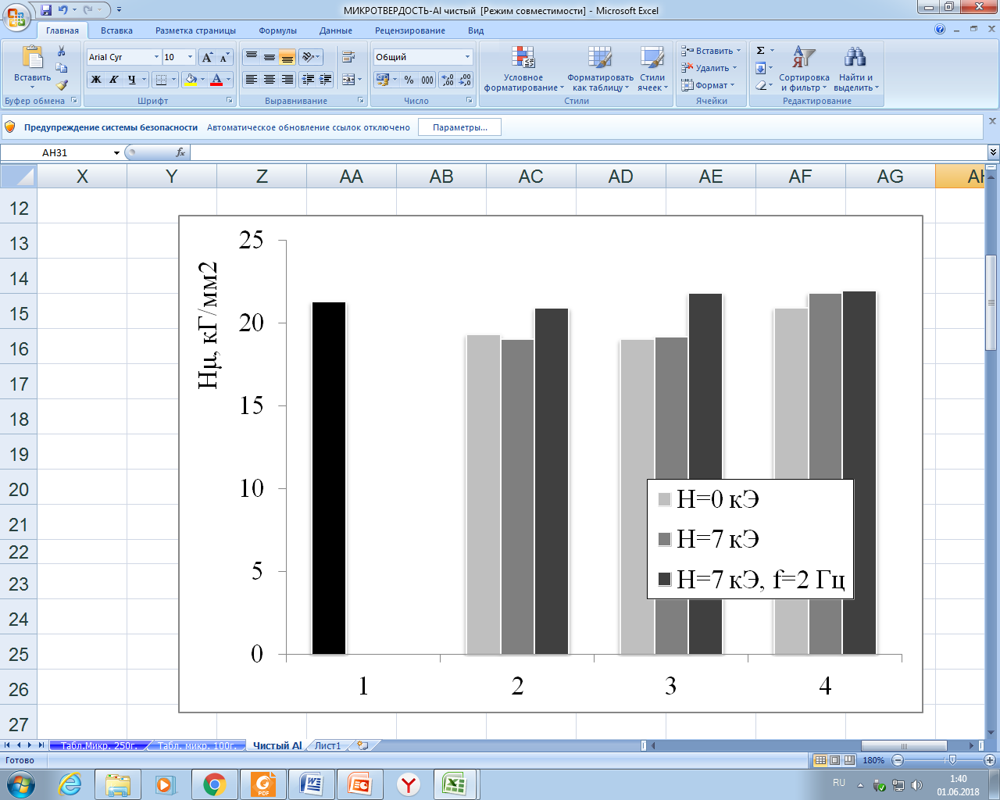 МИКРОТВЕРДОСТЬ-Al чистый  [Режим совместимости] - Microsoft Excel
Главная Вставка Разметка страницы Формулы Данные Рецензирование Вид
Вставить
Буфер обмена
Arial Cyr 10
Ж К Ч
Шрифт
Выравнивание
Общий
% 000
Число
Условное форматирование
Форматировать как таблицу
Стили ячеек
Стили
Вставить
Удалить
Формат
Ячейки
Сортировка и фильтр
Найти и выделить
Редактирование
Предупреждение системы безопасности Автоматическое обновление ссылок отключено Параметры...
AH31 fx
X Y Z AA AB AC AD AE AF AG AH
12
13
14
15
16
17
18
19
20
21
22
23
24
25
26
27
Hμ, кГ/мм2
25
20
15
10
5
0
1 2 3 4
H=0 кЭ
H=7 кЭ
H=7 кЭ, f=2 Гц
Табл.Микр. 250г. Табл. микр. 100г. Чистый Al Лист1
Готово 180%
RU 1:40
01.06.2018